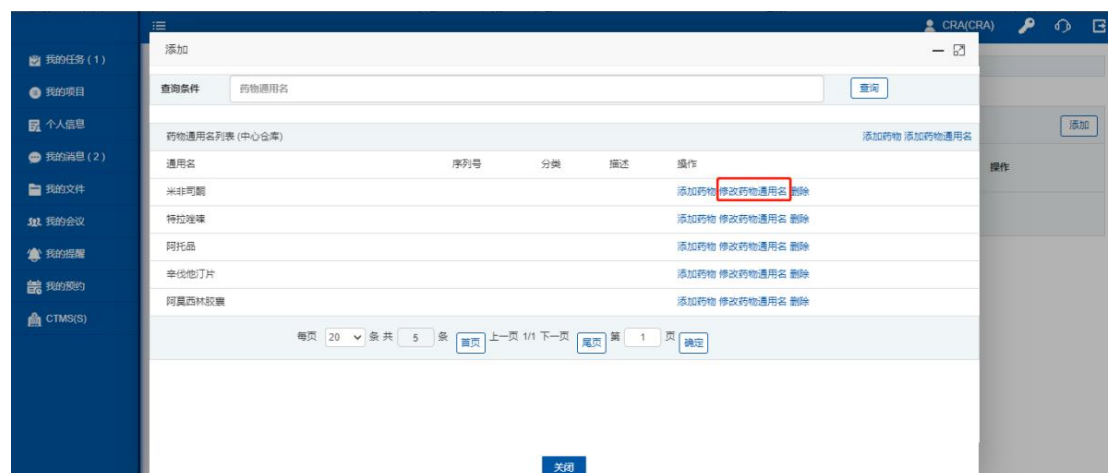 CRA(CRA)
我的任务(1)
我的项目
个人信息
我的消息(2)
我的文件
我的会议
我的提醒
我的预约
CTMS(S)
添加
查询条件 药物通用名 查询
药物通用名列表(中心仓库) 添加药物 添加药物通用名
通用名 序列号 分类 描述 操作
米非司酮 添加药物 修改药物通用名 删除
特拉唑嗪 添加药物 修改药物通用名 删除
阿托品 添加药物 修改药物通用名 删除
辛伐他汀片 添加药物 修改药物通用名 删除
阿莫西林胶囊 添加药物 修改药物通用名 删除
每页 20 条 共 5 条 首页 上一页 1/1 下一页 尾页 第 1 页 确定
关闭
添加
操作